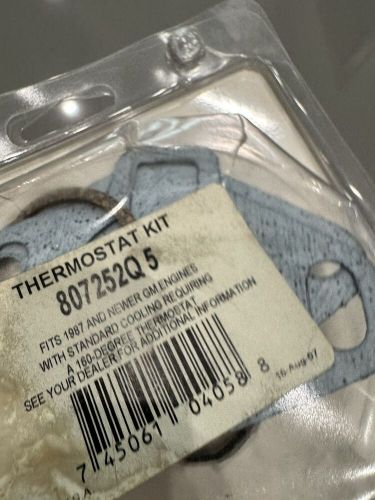 THERMOSTAT KIT
807252Q 5
FITS 1987 AND NEWER GM ENGINES
WITH STANDARD COOLING REQUIRING
A 160-DEGREE THERMOSTAT
SEE YOUR DEALER FOR ADDITIONAL INFORMATION
7 45061 04058 8
16-Aug-07